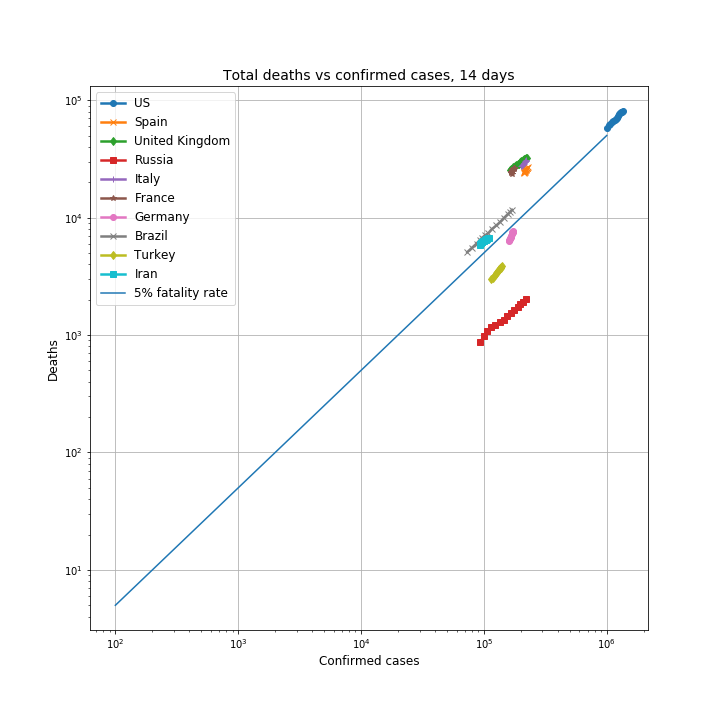 Total deaths vs confirmed cases, 14 days
US
Spain
United Kingdom
Russia
Italy
France
Germany
Brazil
Turkey
Iran
5% fatality rate
Deaths
10⁵
10⁴
10³
10²
10¹
10² 10³ 10⁴ 10⁵ 10⁶
Confirmed cases